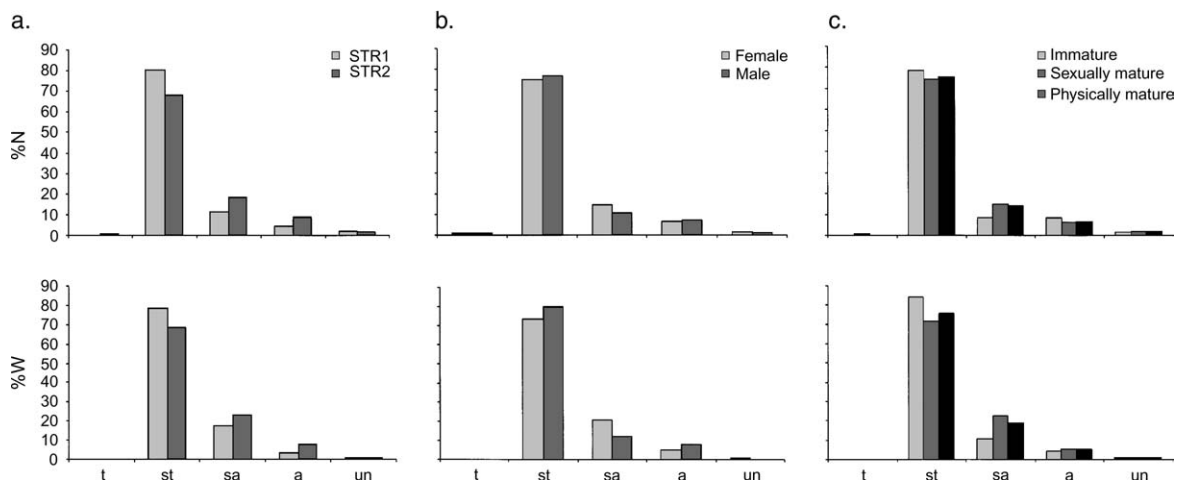 a.
STR1
STR2
90
80
70
60
50
40
30
20
10
0
%N
b.
Female
Male
c.
Immature
Sexually mature
Physically mature
90
80
70
60
50
40
30
20
10
0
%W
t st sa a un
t st sa a un
t st sa a un